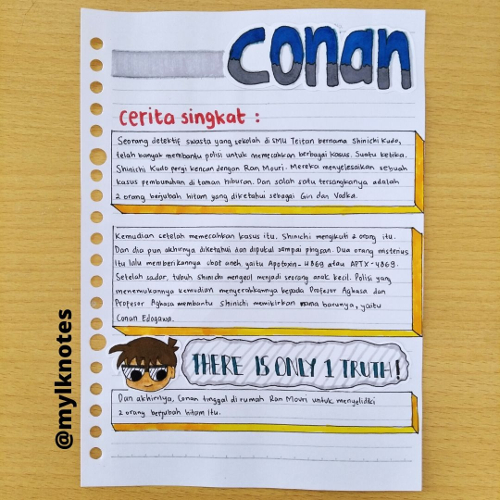 conan
cerita singkat :
Seorang detektif swasta yang sekolah di SMU Teitan bernama Shinichi Kudo,
telah banyak membantu polisi untuk memecahkan berbagai kasus. Suatu ketika,
Shinichi Kudo pergi kencan dengan Ran Mouri. Mereka menyelesaikan sebuah
kasus pembunuhan di taman hiburan. Dan salah satu tersangkanya adalah
2 orang berjubah hitam yang diketahui sebagai Gin dan Vodka.
Kemudian setelah memecahkan kasus itu. Shinichi mengikuti 2 orang itu.
Dan dia pun akhirnya diketahui dan dipukul sampai pingsan. Dua orang misterius
itu lalu memberikannya obat aneh yaitu Apotoxin-4869 atau APTX-4869.
Setelah sadar, tubuh Shinichi mengecil menjadi seorang anak kecil. Polisi yang
menemukannya kemudian menyerahkannya kepada Profesor Aghasa dan
Profesor Aghasa membantu Shinichi memikirkan nama barunya, yaitu
Conan Edogawa.
THERE IS ONLY 1 TRUTH!
Dan akhirnya, Conan tinggal di rumah Ran Mouri untuk menyelidiki
2 orang berjubah hitam itu.
@mylknotes